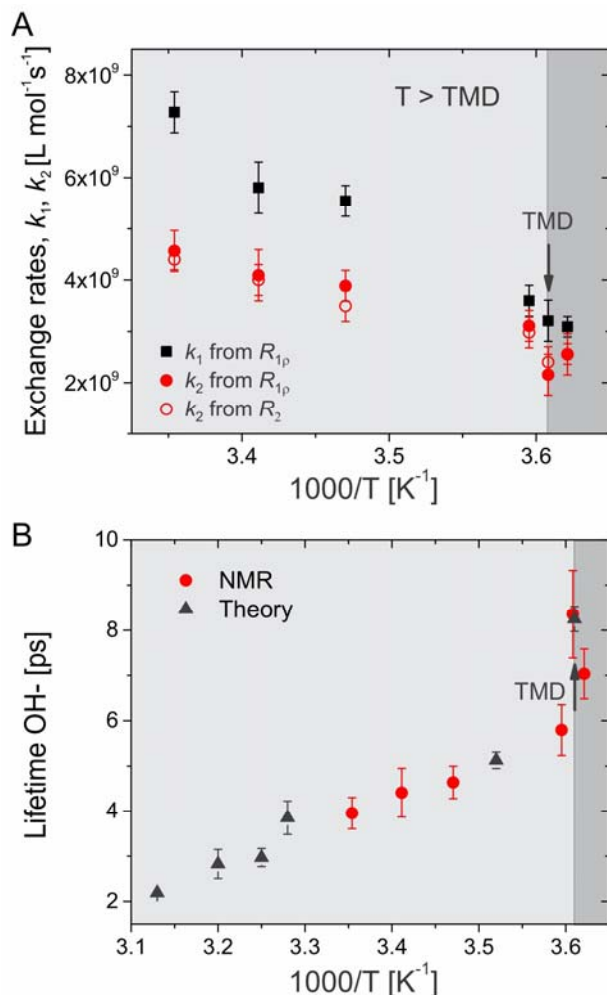 A
Exchange rates, k₁, k₂ [L mol⁻¹s⁻¹]
8x10⁹
6x10⁹
4x10⁹
2x10⁹
T > TMD
TMD
k₁ from R₁ρ
k₂ from R₁ρ
k₂ from R₂
3.4
3.5
3.6
1000/T [K⁻¹]
B
Lifetime OH- [ps]
10
8
6
4
2
NMR
Theory
TMD
3.1
3.2
3.3
3.4
3.5
3.6
1000/T [K⁻¹]